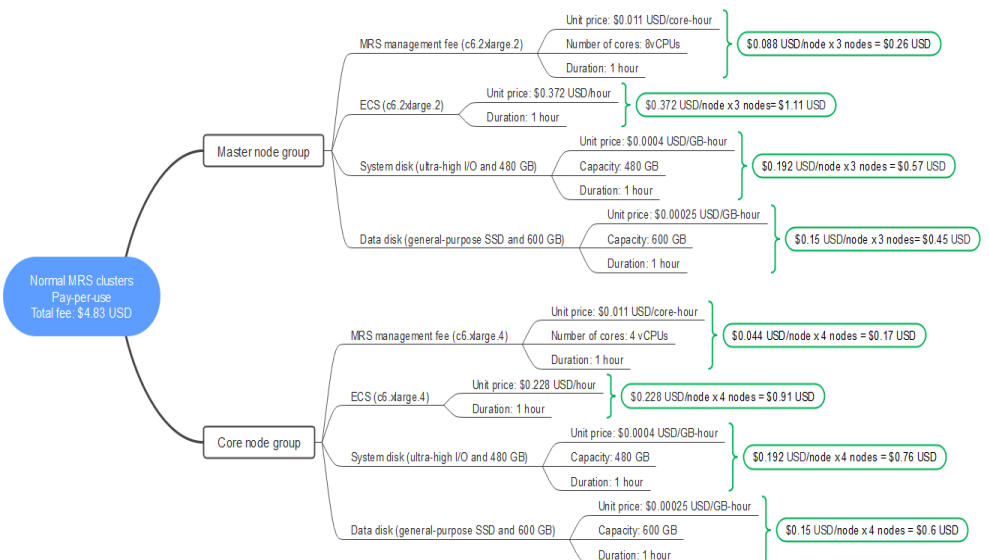 Normal MRS clusters
Pay-per-use
Total fee: $4.83 USD
Master node group
MRS management fee (c6.2xlarge.2)
Unit price: $0.011 USD/core-hour
Number of cores: 8vCPUs
Duration: 1 hour
$0.088 USD/node x 3 nodes = $0.26 USD
ECS (c6.2xlarge.2)
Unit price: $0.372 USD/hour
Duration: 1 hour
$0.372 USD/node x 3 nodes= $1.11 USD
System disk (ultra-high I/O and 480 GB)
Unit price: $0.0004 USD/GB-hour
Capacity: 480 GB
Duration: 1 hour
$0.192 USD/node x 3 nodes = $0.57 USD
Data disk (general-purpose SSD and 600 GB)
Unit price: $0.00025 USD/GB-hour
Capacity: 600 GB
Duration: 1 hour
$0.15 USD/node x 3 nodes= $0.45 USD
Core node group
MRS management fee (c6.xlarge.4)
Unit price: $0.011 USD/core-hour
Number of cores: 4 vCPUs
Duration: 1 hour
$0.044 USD/node x 4 nodes = $0.17 USD
ECS (c6.xlarge.4)
Unit price: $0.228 USD/hour
Duration: 1 hour
$0.228 USD/node x 4 nodes = $0.91 USD
System disk (ultra-high I/O and 480 GB)
Unit price: $0.0004 USD/GB-hour
Capacity: 480 GB
Duration: 1 hour
$0.192 USD/node x 4 nodes = $0.76 USD
Data disk (general-purpose SSD and 600 GB)
Unit price: $0.00025 USD/GB-hour
Capacity: 600 GB
Duration: 1 hour
$0.15 USD/node x 4 nodes = $0.6 USD